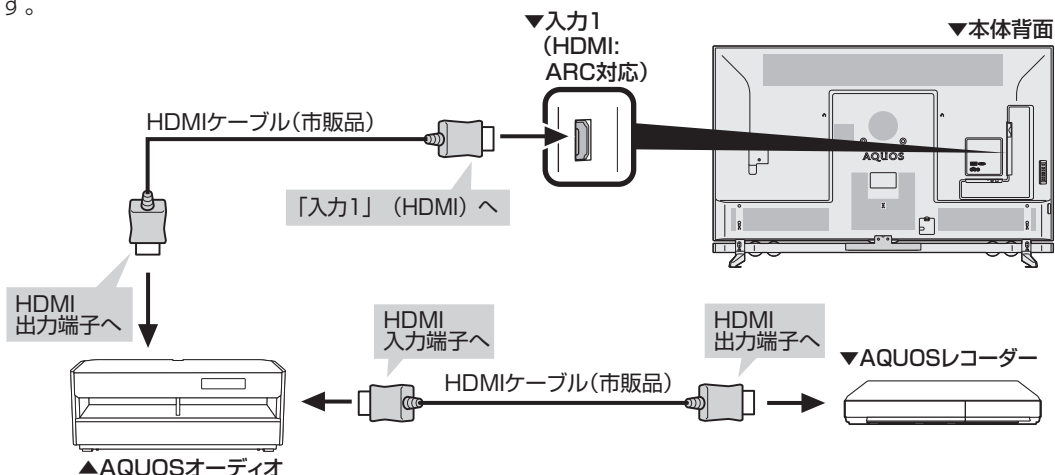 す。
▼入力1
（HDMI:
ARC対応）
▼本体背面
HDMIケーブル（市販品）
AQUOS
「入力1」（HDMI）へ
HDMI
出力端子へ
HDMI
入力端子へ
HDMI
出力端子へ
▼AQUOSレコーダー
HDMIケーブル（市販品）
▲AQUOSオーディオ